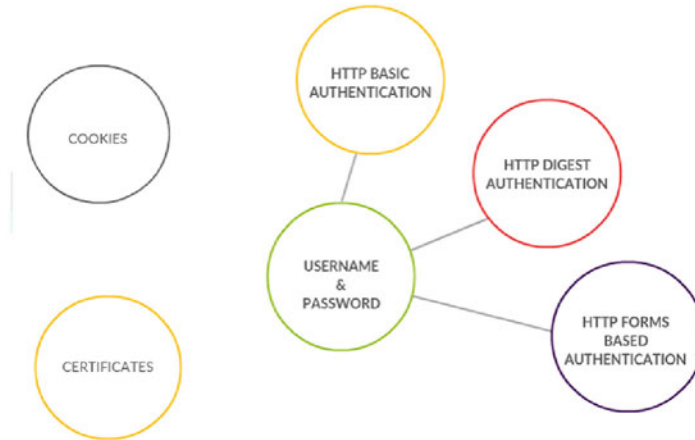 HTTP BASIC
AUTHENTICATION
COOKIES
HTTP DIGEST
AUTHENTICATION
USERNAME
&
PASSWORD
HTTP FORMS
BASED
AUTHENTICATION
CERTIFICATES